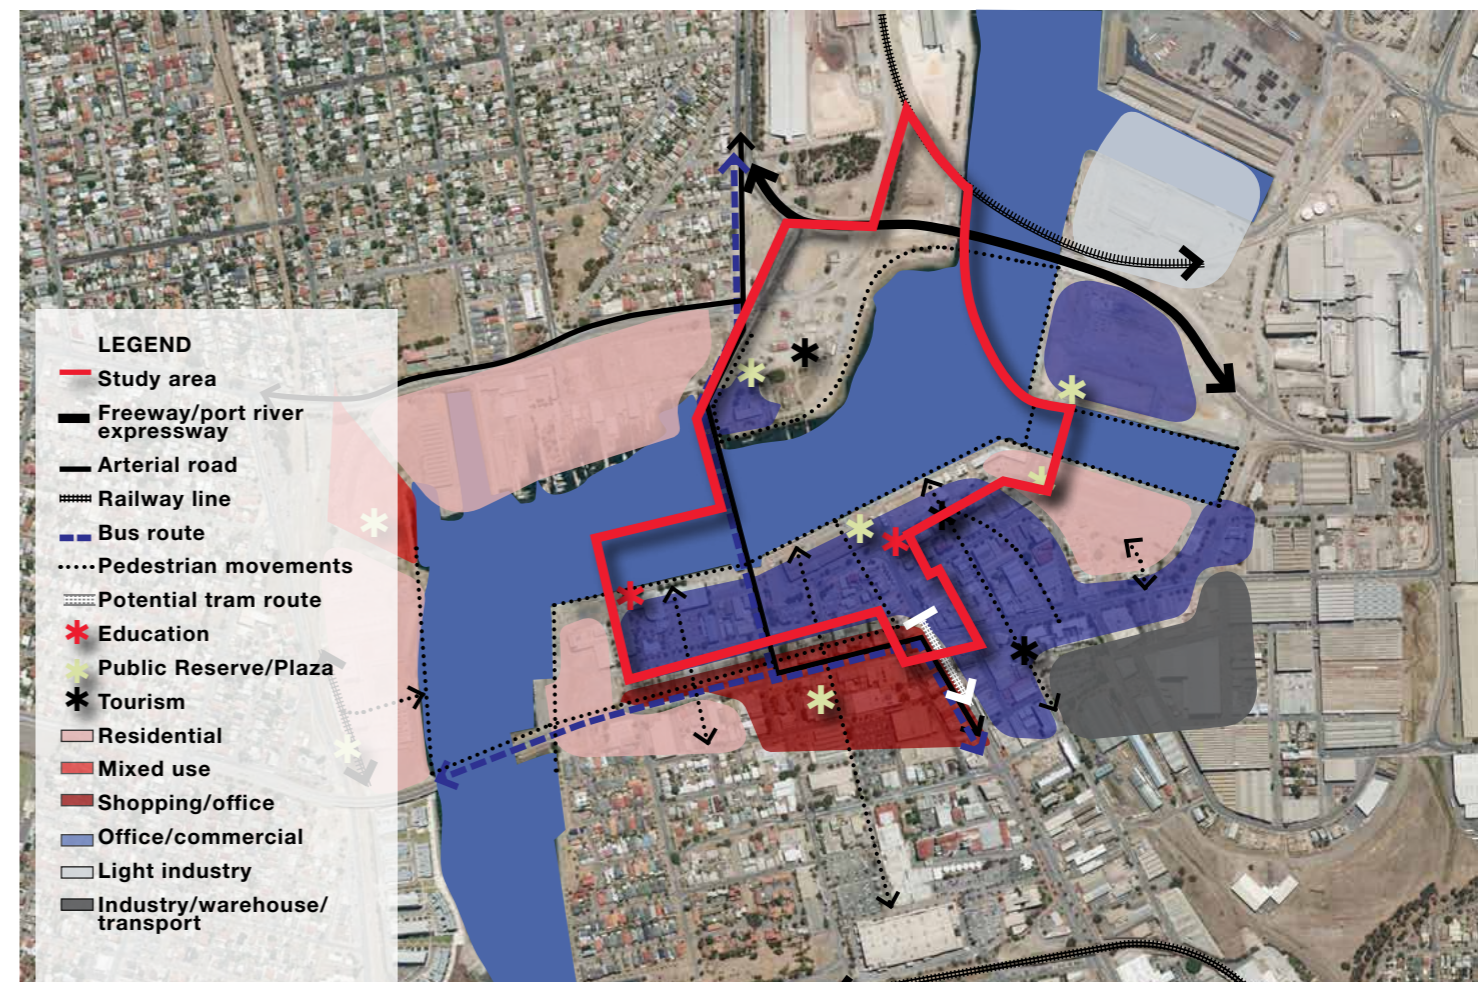 LEGEND
Study area
Freeway/port river
expressway
Arterial road
Railway line
Bus route
Pedestrian movements
Potential tram route
Education
Public Reserve/Plaza
Tourism
Residential
Mixed use
Shopping/office
Office/commercial
Light industry
Industry/warehouse/
transport